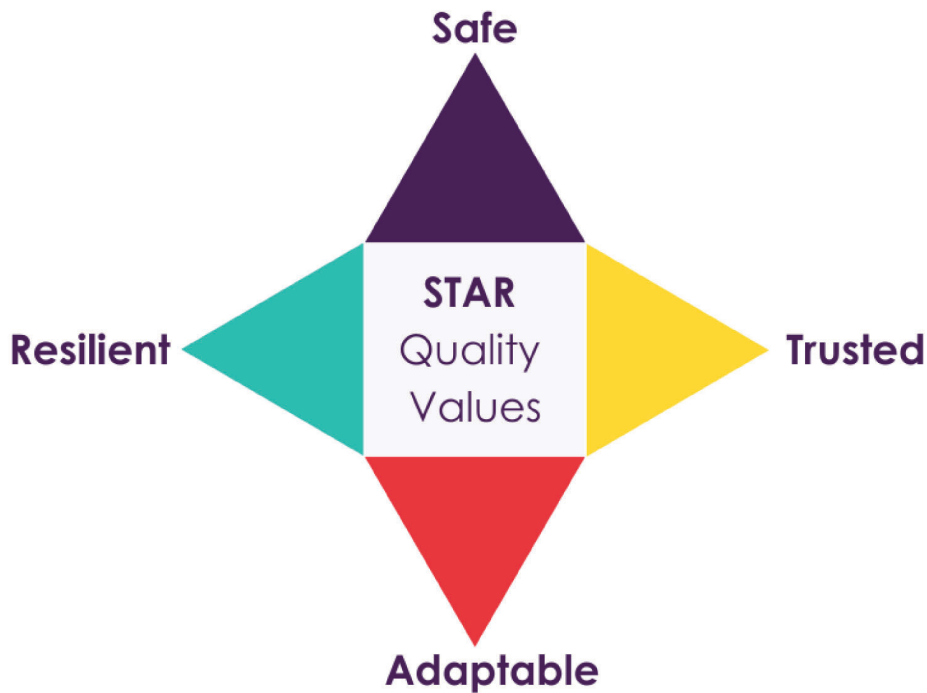 Safe
STAR
Quality
Values
Resilient
Trusted
Adaptable